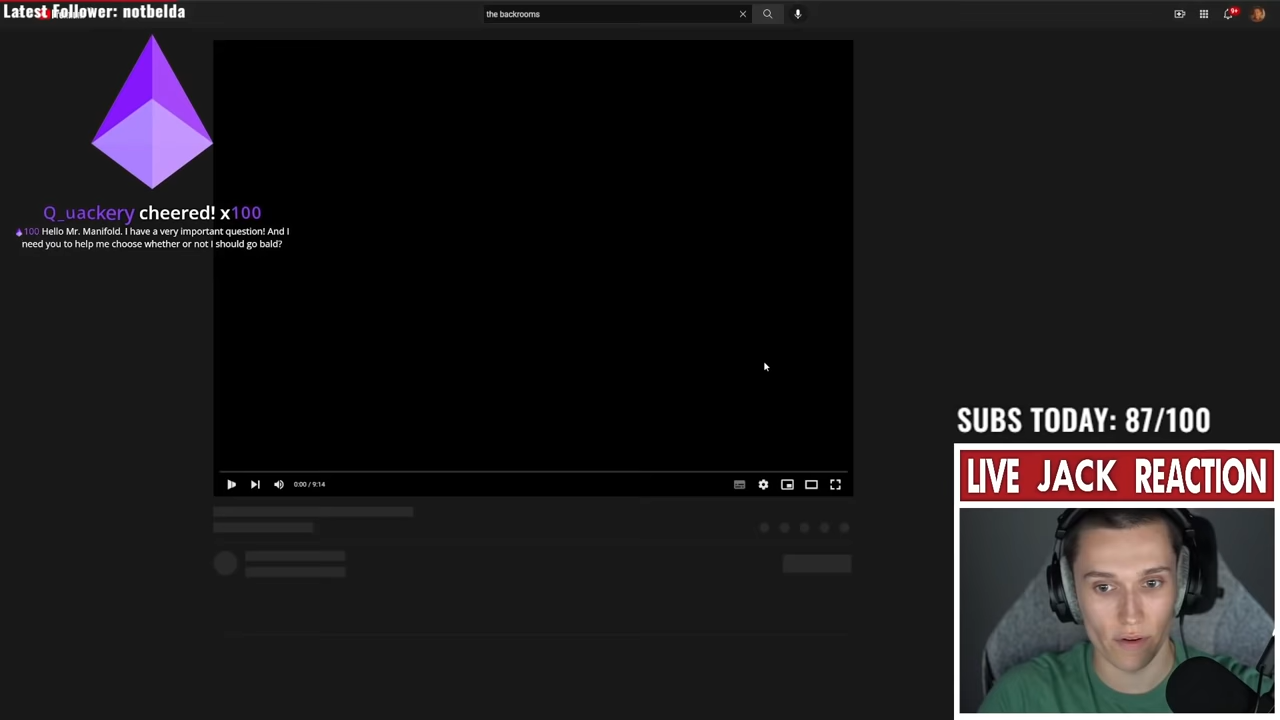 Latest Follower: notbelda
the backrooms
9+
Q_uackery cheered! x100
100 Hello Mr. Manifold. I have a very important question! And I
need you to help me choose whether or not I should go bald?
0:00 / 9:14
SUBS TODAY: 87/100
LIVE JACK REACTION